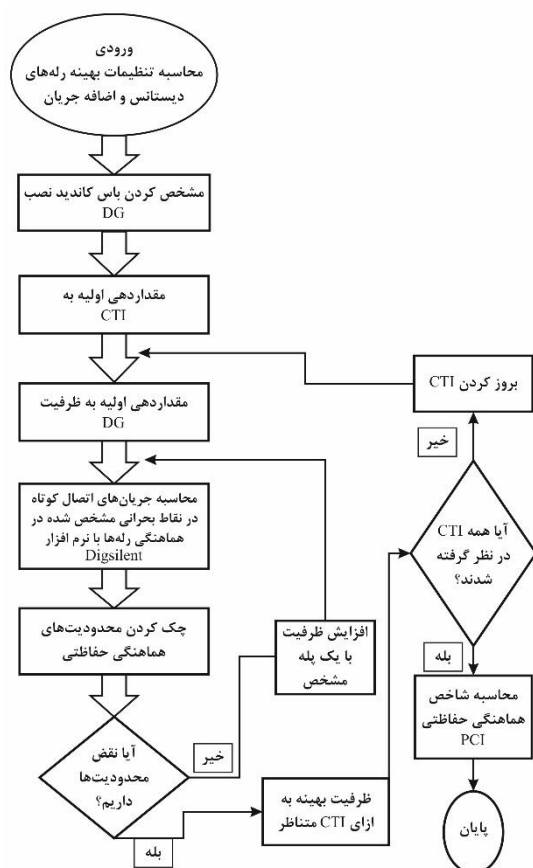 ورودی
محاسبه تنظیمات بهینه رله‌های
دیستانس و اضافه جریان
مشخص کردن باس کاندید نصب
DG
مقداردهی اولیه به
CTI
مقداردهی اولیه به ظرفیت
DG
محاسبه جریان‌های اتصال کوتاه
در نقاط بحرانی مشخص شده در
هماهنگی رله‌ها با نرم افزار
Digsilent
چک کردن محدودیت‌های
هماهنگی حفاظتی
آیا نقض
محدودیت‌ها
داریم؟
خیر
افزایش ظرفیت
با یک پله
مشخص
بله
ظرفیت بهینه به
ازای CTI متناظر
آیا همه CTI
در نظر گرفته
شدند؟
خیر
بروز کردن CTI
بله
محاسبه شاخص
هماهنگی حفاظتی
PCI
پایان